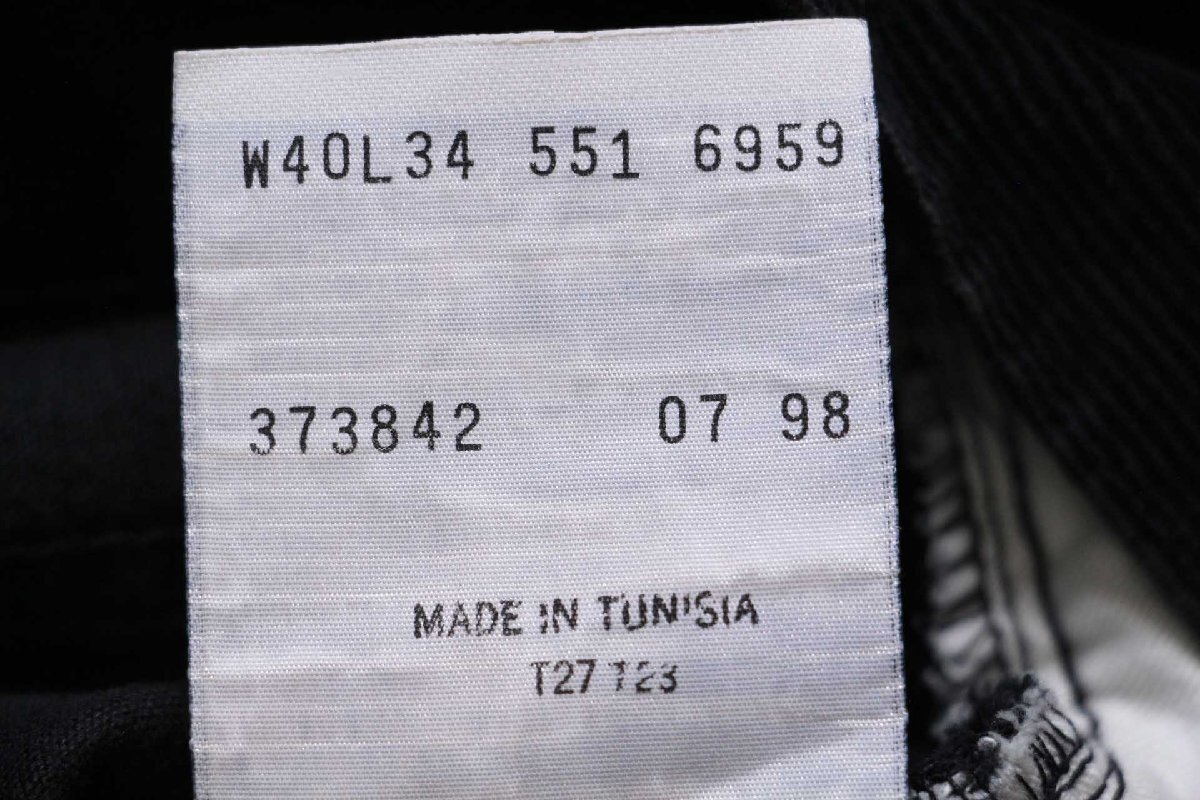 W40L34 551 6959
373842 07 98
MADE IN TUNISIA
T27 T23